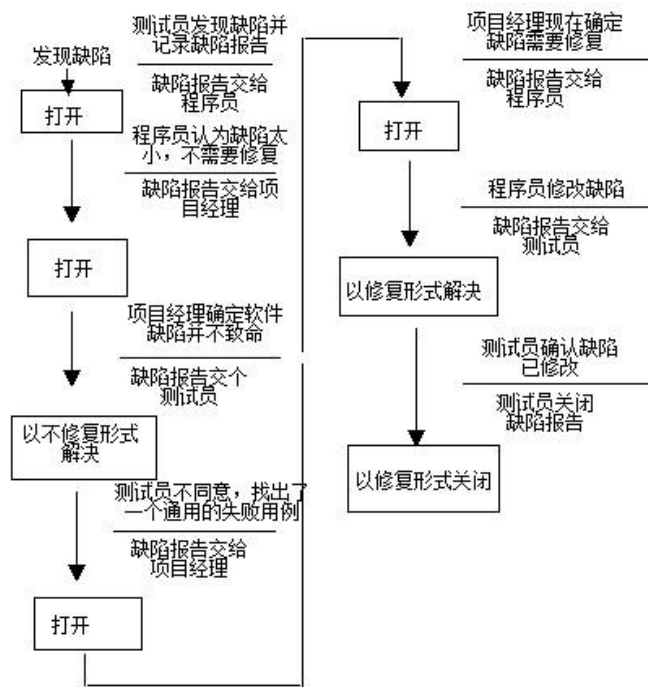 发现缺陷
测试员发现缺陷并
记录缺陷报告
缺陷报告交给
程序员
打开
程序员认为缺陷太
小，不需要修复
缺陷报告交给项
目经理
打开
项目经理确定软件
缺陷并不致命
缺陷报告交个
测试员
以不修复形式
解决
测试员不同意，找出了
一个通用的失败用例
缺陷报告交给
项目经理
打开
项目经理现在确定
缺陷需要修复
缺陷报告交给
程序员
打开
程序员修改缺陷
缺陷报告交给
测试员
以修复形式解决
测试员确认缺陷
已修改
测试员关闭
缺陷报告
以修复形式关闭